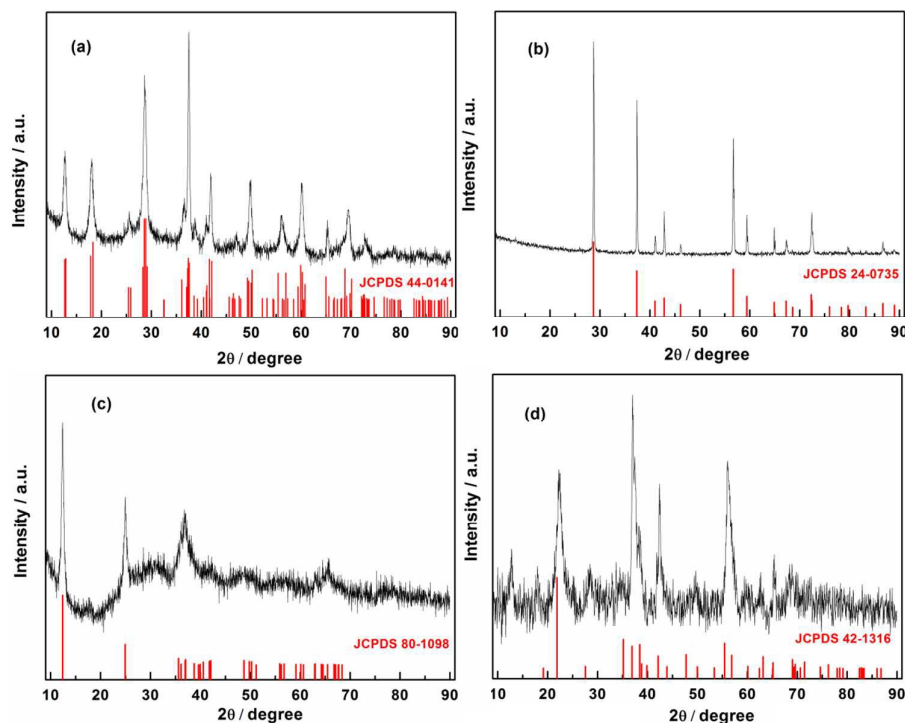 (a)
Intensity / a.u.
JCPDS 44-0141
10 20 30 40 50 60 70 80 90
2θ / degree
(b)
Intensity / a.u.
JCPDS 24-0735
10 20 30 40 50 60 70 80 90
2θ / degree
(c)
Intensity / a.u.
JCPDS 80-1098
10 20 30 40 50 60 70 80 90
2θ / degree
(d)
Intensity / a.u.
JCPDS 42-1316
10 20 30 40 50 60 70 80 90
2θ / degree